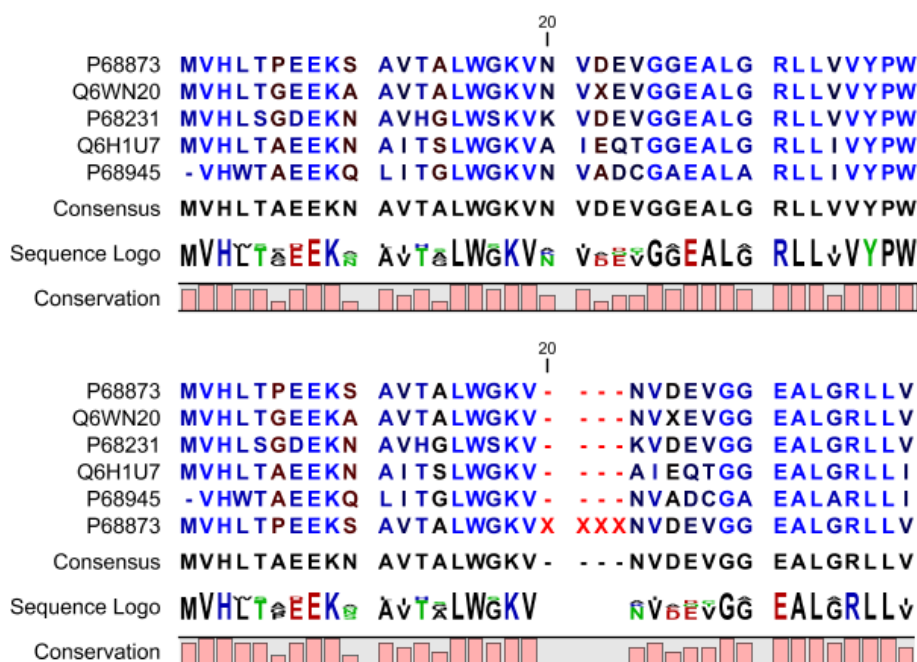 20
P68873 MVHLTPEEKS AVTALWGKVN VDEVGGEALG RLLVVYPW
Q6WN20 MVHLTGEEKA AVTALWGKVN VXEVGGEALG RLLVVYPW
P68231 MVHLSGDEKN AVHGLWSKVK VDEVGGEALG RLLVVYPW
Q6H1U7 MVHLTAEEKN AITSLWGKVA IEQTGGEALG RLLIVYPW
P68945 -VHWTAEEKQ LITGLWGKVN VADCGAEALA RLLIVYPW
Consensus MVHLTAEEKN AVTALWGKVN VDEVGGEALG RLLVVYPW
Sequence Logo
Conservation
20
P68873 MVHLTPEEKS AVTALWGKV- ---NVDEVGG EALGRLLV
Q6WN20 MVHLTGEEKA AVTALWGKV- ---NVXEVGG EALGRLLV
P68231 MVHLSGDEKN AVHGLWSKV- ---KVDEVGG EALGRLLV
Q6H1U7 MVHLTAEEKN AITSLWGKV- ---AIEQTGG EALGRLLI
P68945 -VHWTAEEKQ LITGLWGKV- ---NVADCGA EALARLLI
P68873 MVHLTPEEKS AVTALWGKVX XXXNVDEVGG EALGRLLV
Consensus MVHLTAEEKN AVTALWGKV- ---NVDEVGG EALGRLLV
Sequence Logo
Conservation